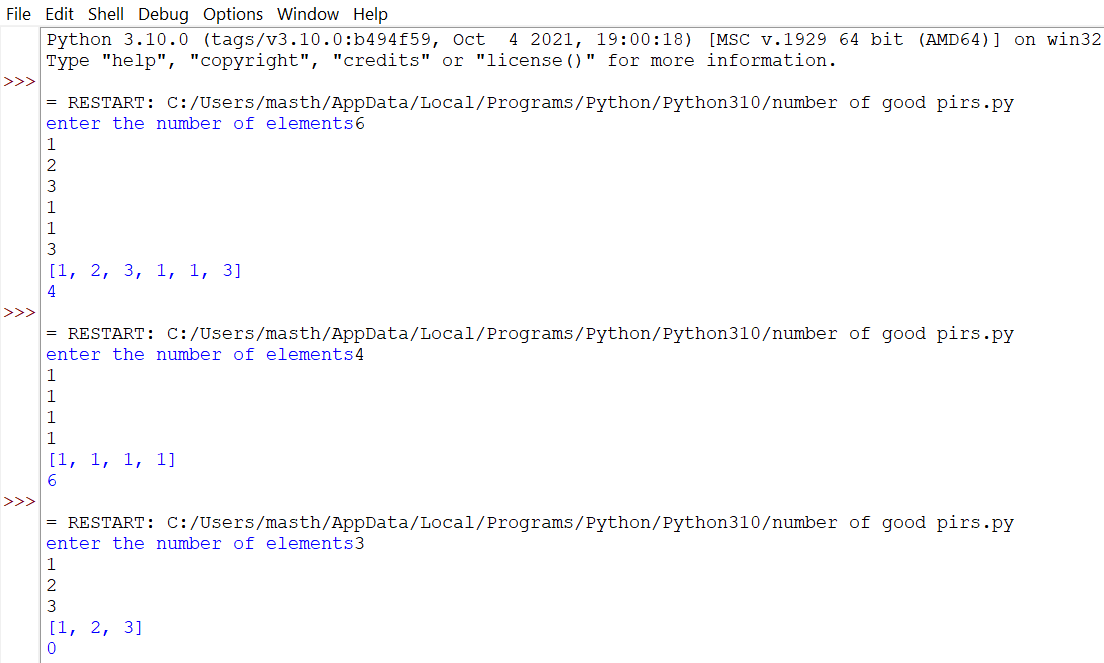 File Edit Shell Debug Options Window Help
Python 3.10.0 (tags/v3.10.0:b494f59, Oct  4 2021, 19:00:18) [MSC v.1929 64 bit (AMD64)] on win32
Type "help", "copyright", "credits" or "license()" for more information.
>>>
= RESTART: C:/Users/masth/AppData/Local/Programs/Python/Python310/number of good pirs.py
enter the number of elements6
1
2
3
1
1
3
[1, 2, 3, 1, 1, 3]
4
>>>
= RESTART: C:/Users/masth/AppData/Local/Programs/Python/Python310/number of good pirs.py
enter the number of elements4
1
1
1
1
[1, 1, 1, 1]
6
>>>
= RESTART: C:/Users/masth/AppData/Local/Programs/Python/Python310/number of good pirs.py
enter the number of elements3
1
2
3
[1, 2, 3]
0